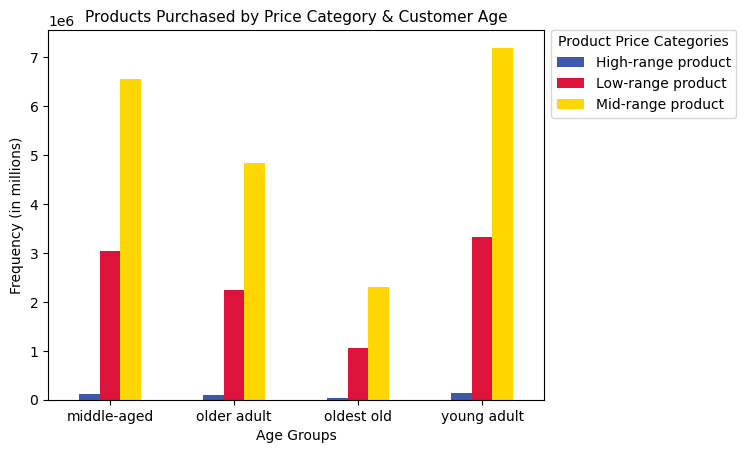 Products Purchased by Price Category & Customer Age
1e6
Product Price Categories
High-range product
Low-range product
Mid-range product
Frequency (in millions)
7
6
5
4
3
2
1
0
middle-aged older adult oldest old young adult
Age Groups